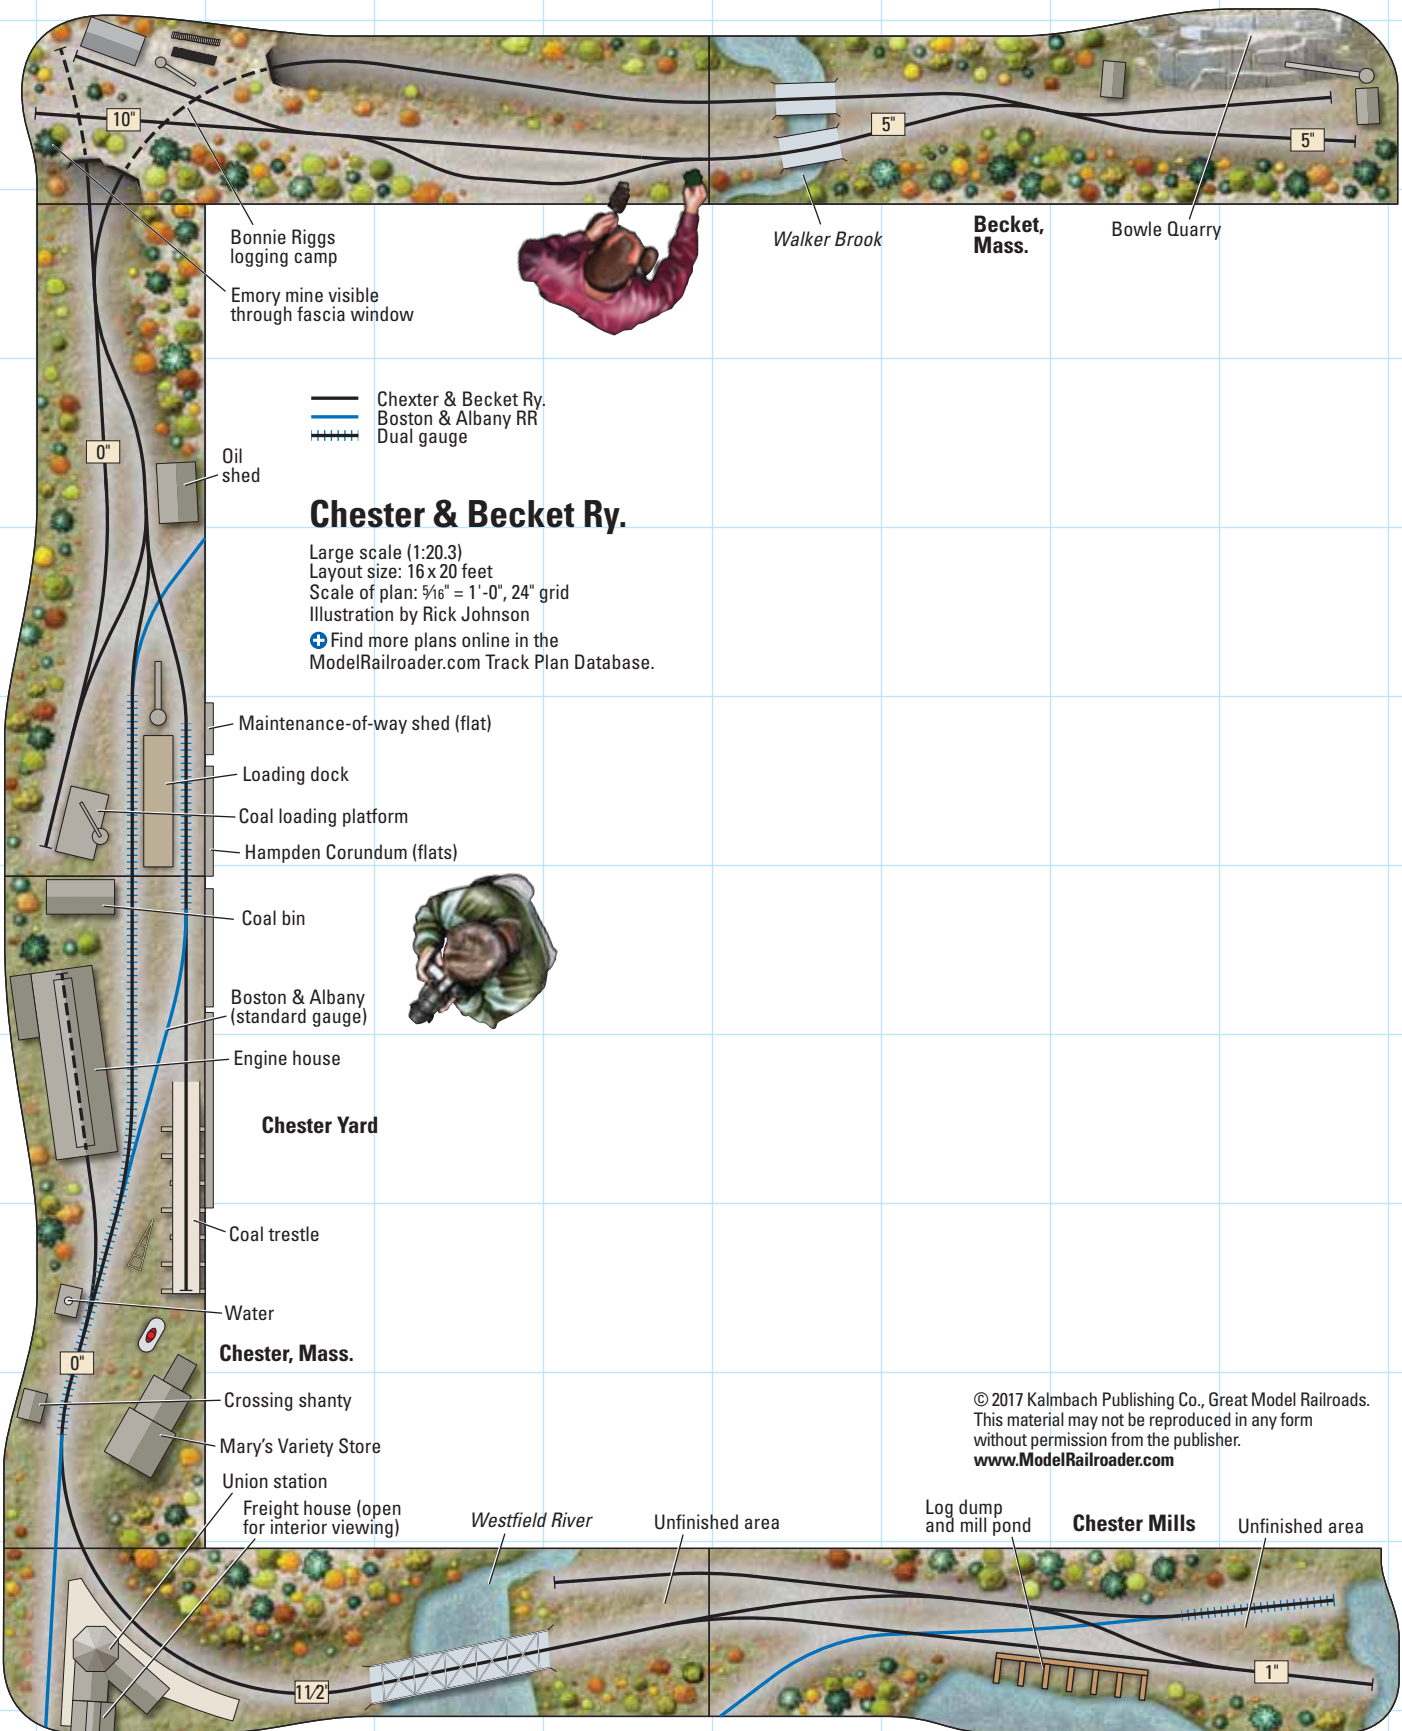 10"
5"
5"
Bonnie Riggs
logging camp
Emory mine visible
through fascia window
Walker Brook
Becket,
Mass.
Bowle Quarry
Chexter & Becket Ry.
Boston & Albany RR
Dual gauge
0"
Oil
shed
Chester & Becket Ry.
Large scale (1:20.3)
Layout size: 16 x 20 feet
Scale of plan: 5⁄16" = 1'-0", 24" grid
Illustration by Rick Johnson
Find more plans online in the
ModelRailroader.com Track Plan Database.
Maintenance-of-way shed (flat)
Loading dock
Coal loading platform
Hampden Corundum (flats)
Coal bin
Boston & Albany
(standard gauge)
Engine house
Chester Yard
Coal trestle
Water
Chester, Mass.
0"
Crossing shanty
Mary's Variety Store
Union station
Freight house (open
for interior viewing)
© 2017 Kalmbach Publishing Co., Great Model Railroads.
This material may not be reproduced in any form
without permission from the publisher.
www.ModelRailroader.com
Westfield River
Unfinished area
Log dump
and mill pond
Chester Mills
Unfinished area
11⁄2"
1"